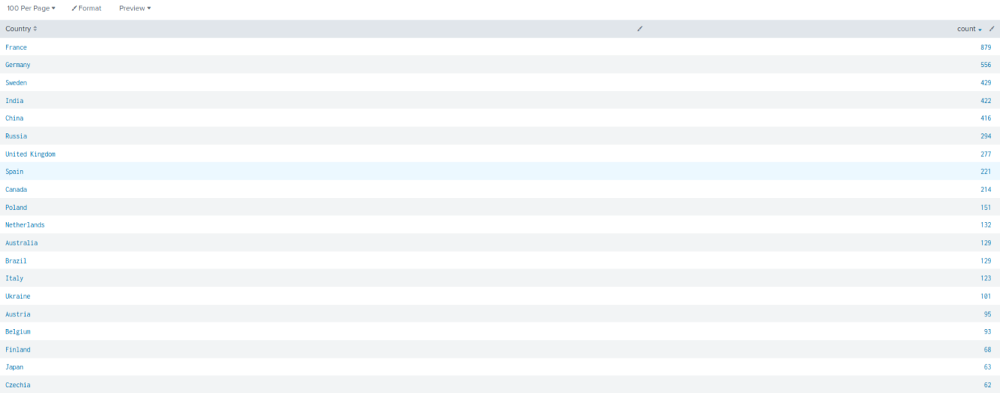 100 Per Page Format Preview
Country count
France 879
Germany 556
Sweden 429
India 422
China 416
Russia 294
United Kingdom 277
Spain 221
Canada 214
Poland 151
Netherlands 132
Australia 129
Brazil 129
Italy 123
Ukraine 101
Austria 95
Belgium 93
Finland 68
Japan 63
Czechia 62